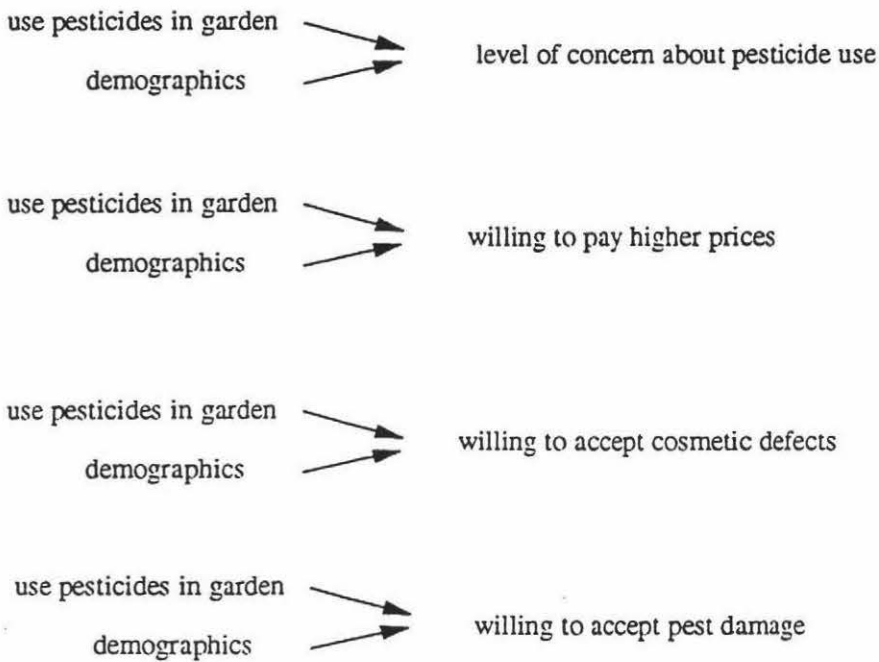 use pesticides in garden
level of concern about pesticide use
demographics
use pesticides in garden
willing to pay higher prices
demographics
use pesticides in garden
willing to accept cosmetic defects
demographics
use pesticides in garden
willing to accept pest damage
demographics